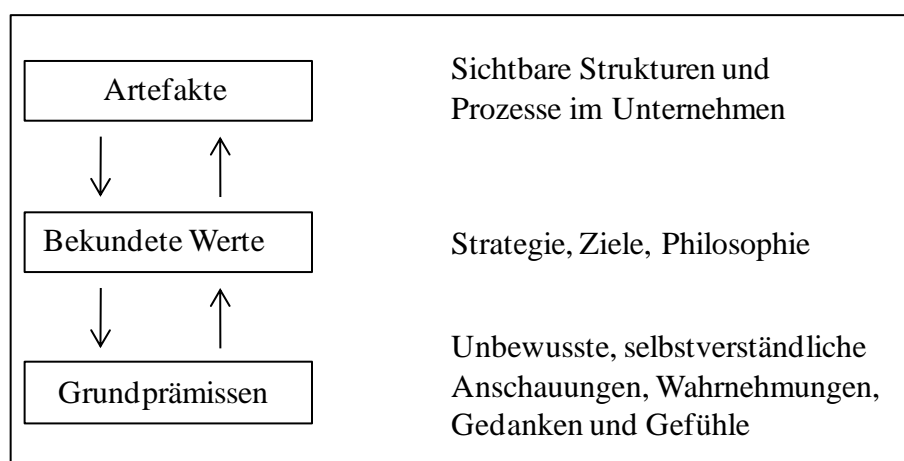 Artefakte
Sichtbare Strukturen und
Prozesse im Unternehmen
Bekundete Werte
Strategie, Ziele, Philosophie
Grundprämissen
Unbewusste, selbstverständliche
Anschauungen, Wahrnehmungen,
Gedanken und Gefühle